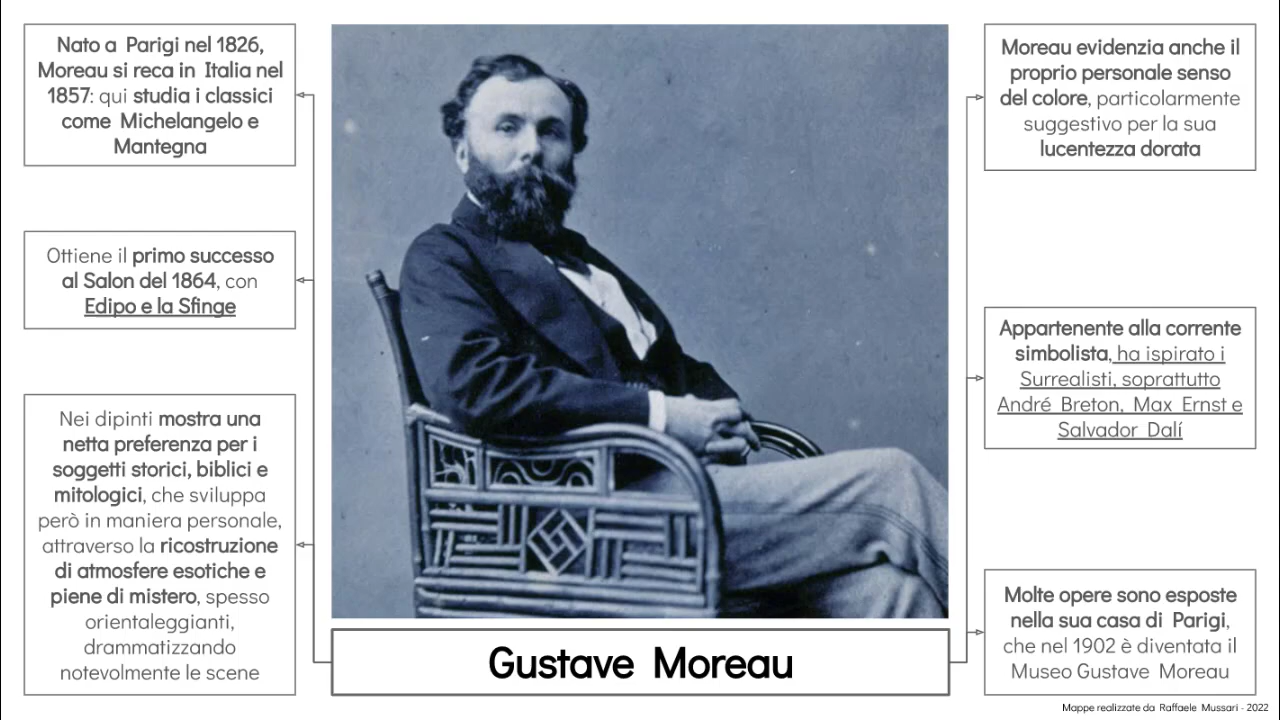 Nato a Parigi nel 1826,
Moreau si reca in Italia nel
1857: qui studia i classici
come Michelangelo e
Mantegna
Ottiene il primo successo
al Salon del 1864, con
Edipo e la Sfinge
Nei dipinti mostra una
netta preferenza per i
soggetti storici, biblici e
mitologici, che sviluppa
però in maniera personale,
attraverso la ricostruzione
di atmosfere esotiche e
piene di mistero, spesso
orientaleggianti,
drammatizzando
notevolmente le scene
Gustave Moreau
Moreau evidenzia anche il
proprio personale senso
del colore, particolarmente
suggestivo per la sua
lucentezza dorata
Appartenente alla corrente
simbolista, ha ispirato i
Surrealisti, soprattutto
André Breton, Max Ernst e
Salvador Dalí
Molte opere sono esposte
nella sua casa di Parigi,
che nel 1902 è diventata il
Museo Gustave Moreau
Mappe realizzate da Raffaele Mussari - 2022